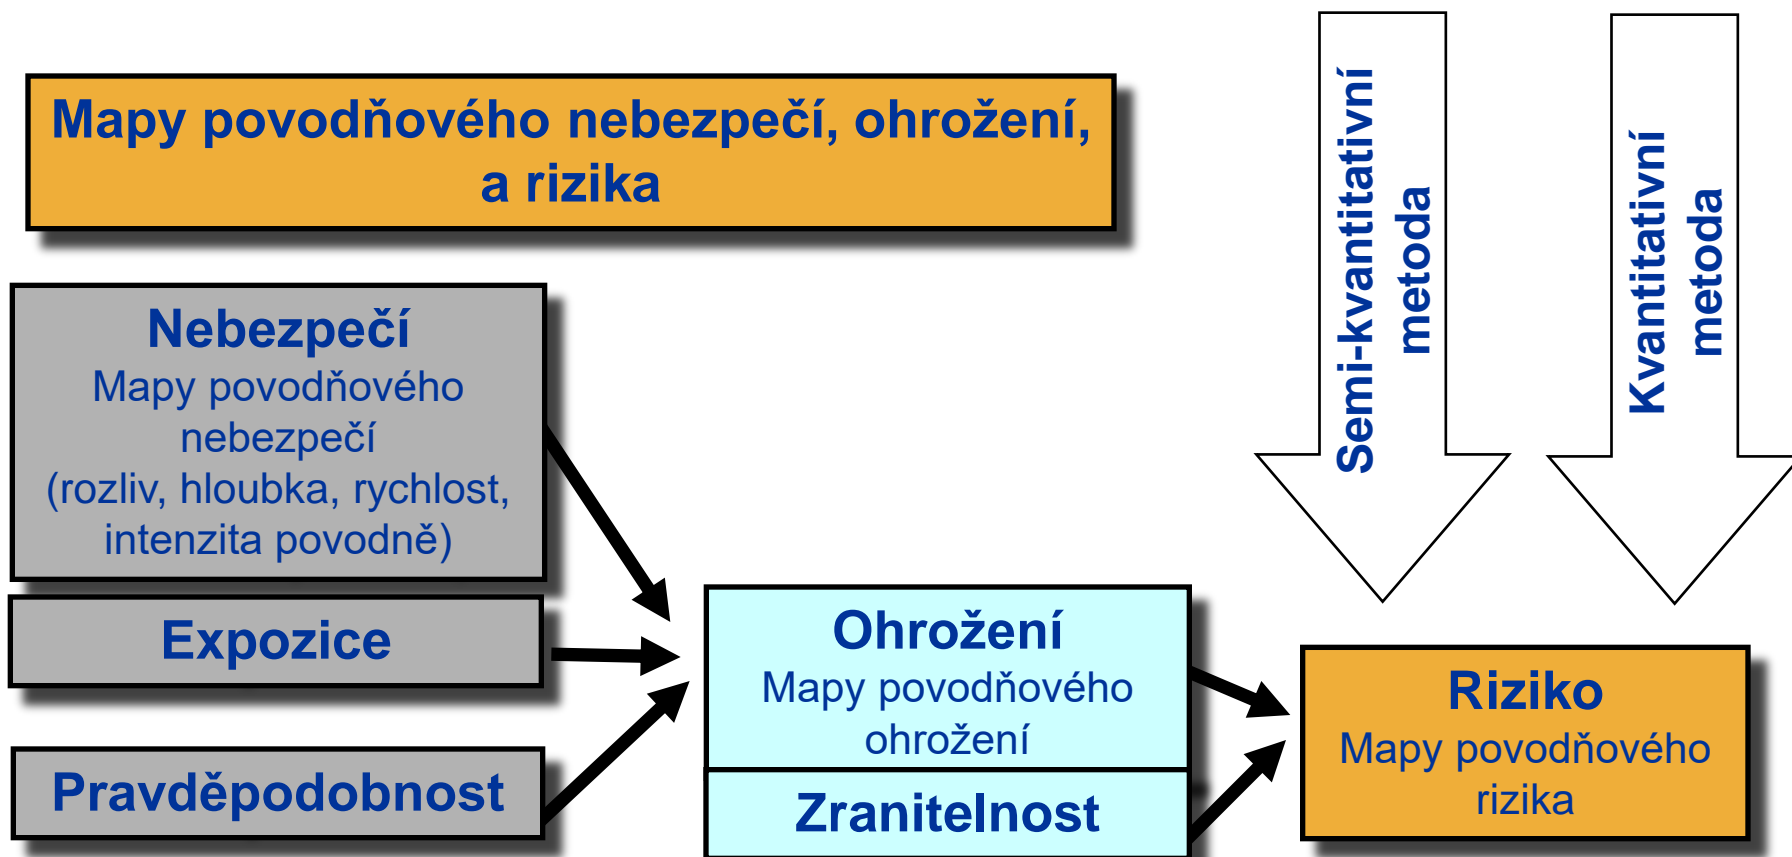 Mapy povodňového nebezpečí, ohrožení,
a rizika
Semi-kvantitativní
metoda
Kvantitativní
metoda
Nebezpečí
Mapy povodňového
nebezpečí
(rozliv, hloubka, rychlost,
intenzita povodně)
Expozice
Pravděpodobnost
Ohrožení
Mapy povodňového
ohrožení
Zranitelnost
Riziko
Mapy povodňového
rizika